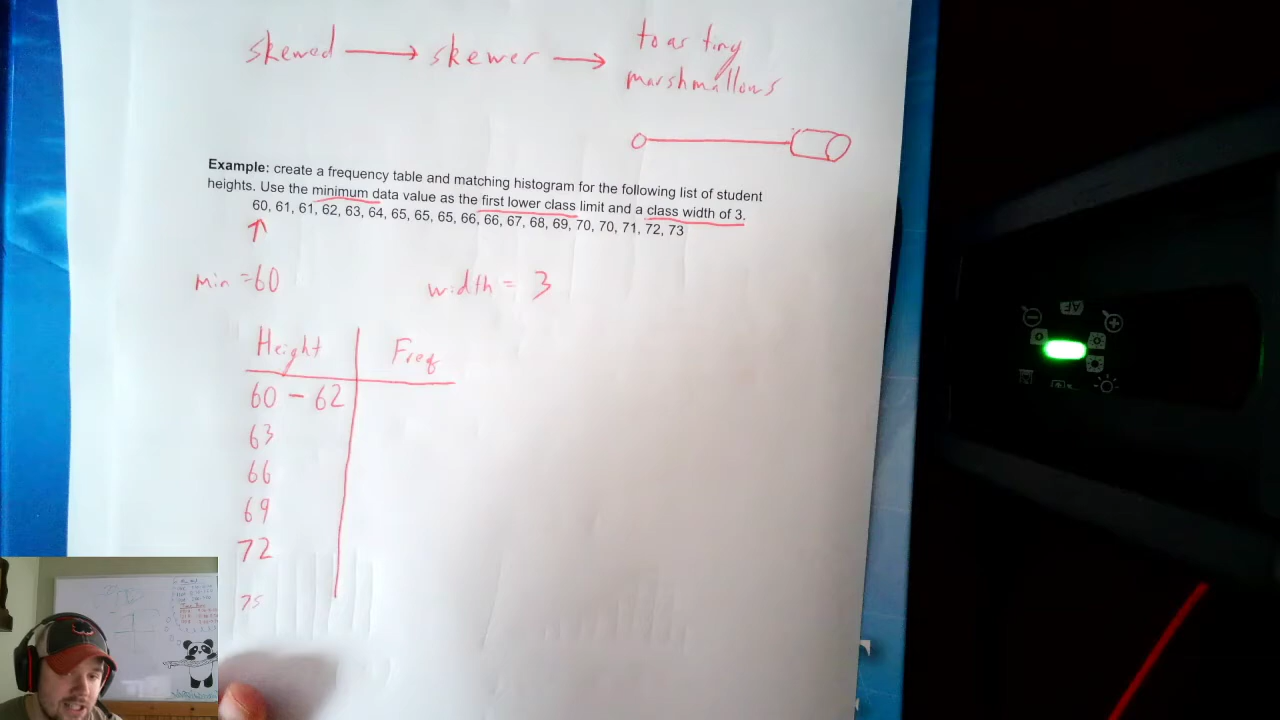 skewed → skewer → toasting
marshmallows
Example: create a frequency table and matching histogram for the following list of student
heights. Use the minimum data value as the first lower class limit and a class width of 3.
60, 61, 61, 62, 63, 64, 65, 65, 65, 66, 66, 67, 68, 69, 70, 70, 71, 72, 73
min = 60 width = 3
Height Freq
60 - 62
63
66
69
72
75
AF